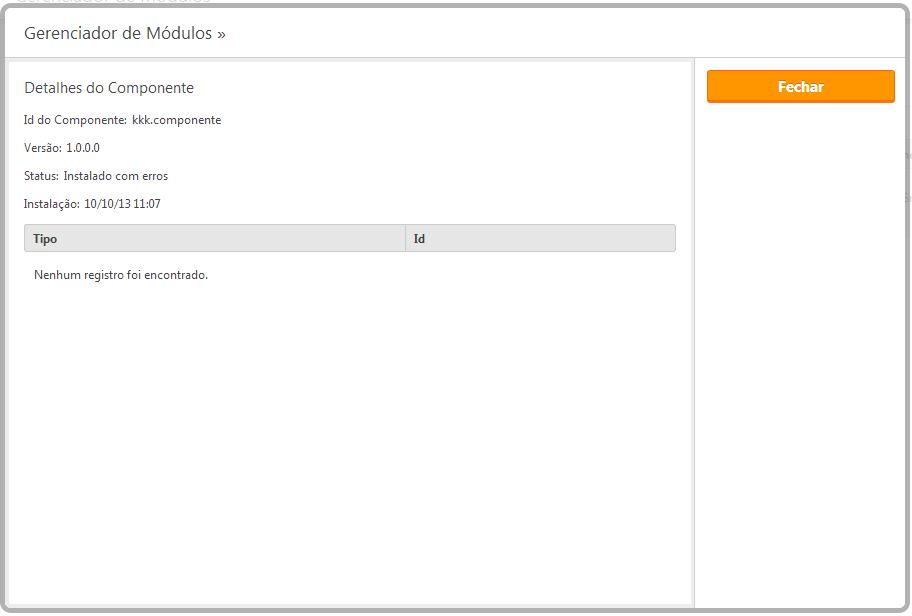 Gerenciador de Módulos »
Fechar
Detalhes do Componente
Id do Componente: kkk.componente
Versão: 1.0.0.0
Status: Instalado com erros
Instalação: 10/10/13 11:07
Tipo Id
Nenhum registro foi encontrado.